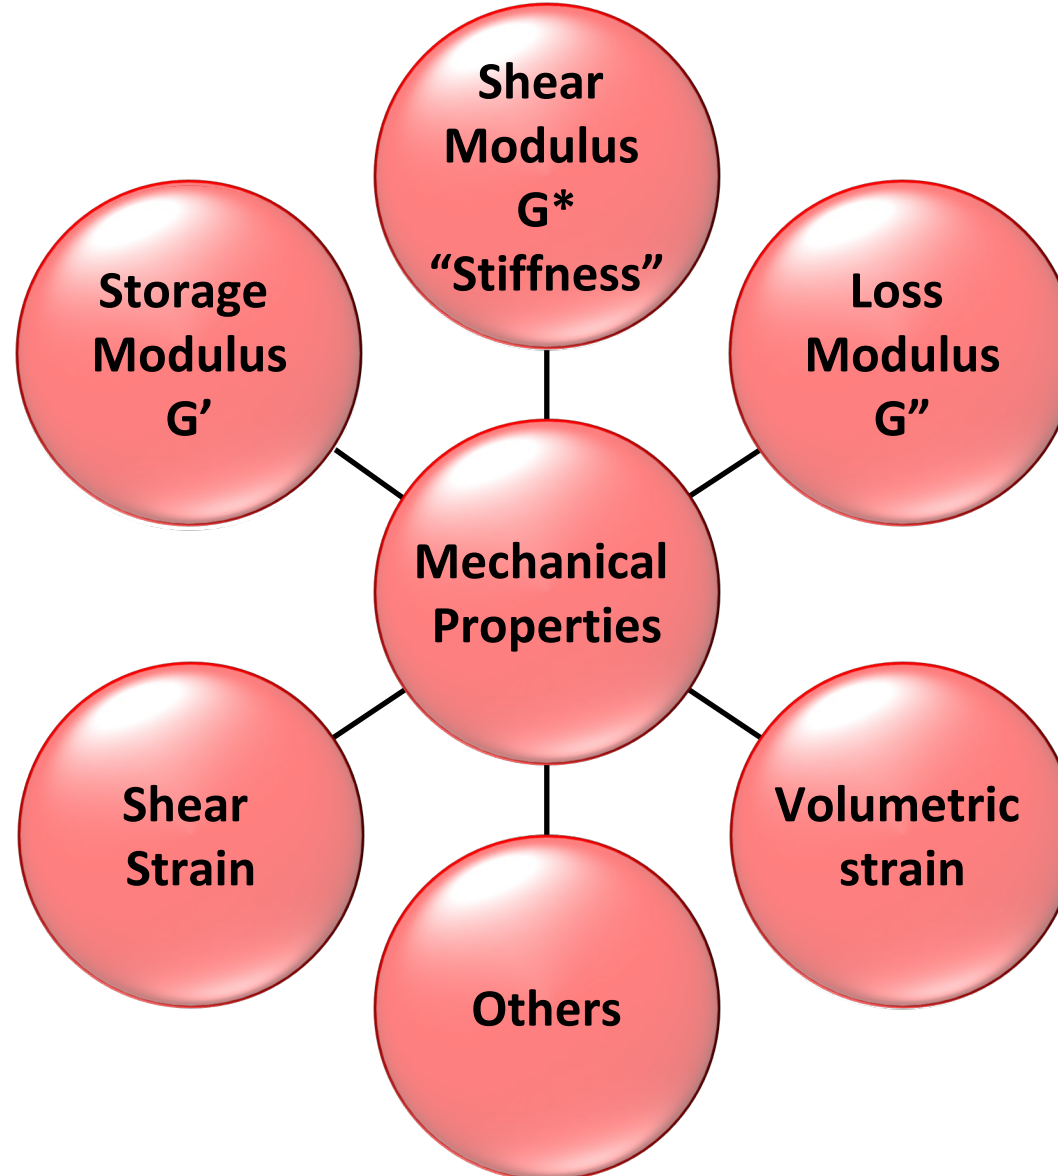 Shear
Modulus
G*
“Stiffness”
Storage
Modulus
G’
Loss
Modulus
G”
Mechanical
Properties
Shear
Strain
Volumetric
strain
Others